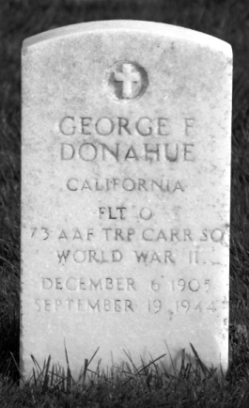 GEORGE F
DONAHUE
CALIFORNIA
FLT O
73 AAF TRP CARR SQ
WORLD WAR II
DECEMBER 6 1905
SEPTEMBER 19 1944